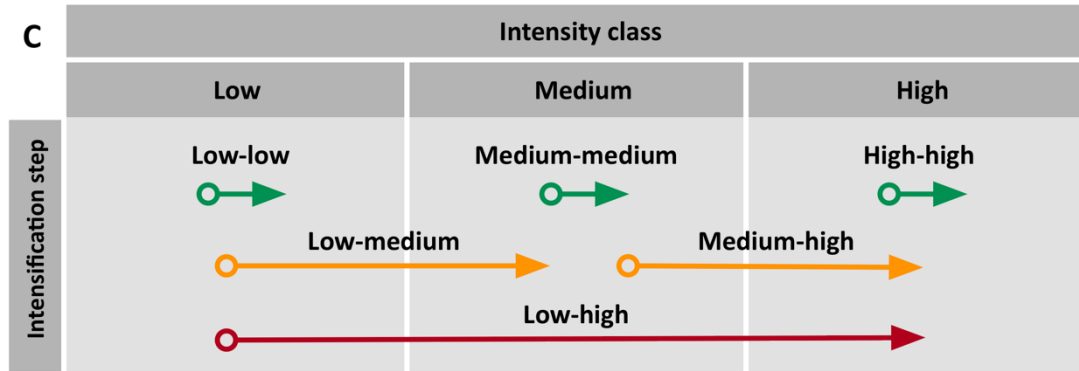 C
Intensity class
Low Medium High
Intensification step
Low-low Medium-medium High-high
Low-medium Medium-high
Low-high